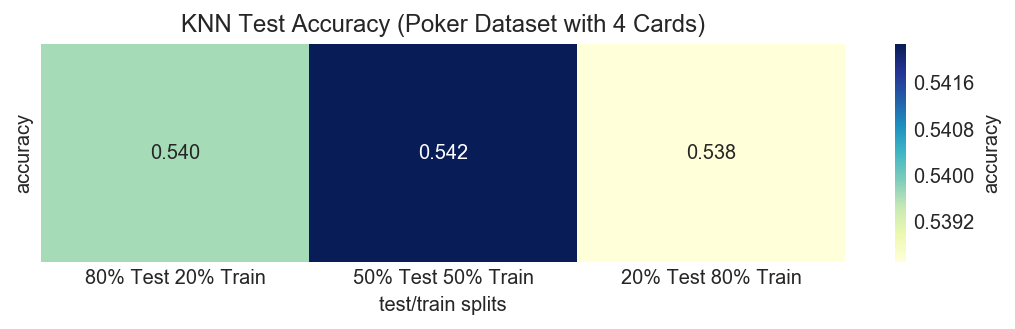 KNN Test Accuracy (Poker Dataset with 4 Cards)
accuracy
0.540
0.542
0.538
80% Test 20% Train
50% Test 50% Train
20% Test 80% Train
test/train splits
0.5416
0.5408
0.5400
0.5392
accuracy